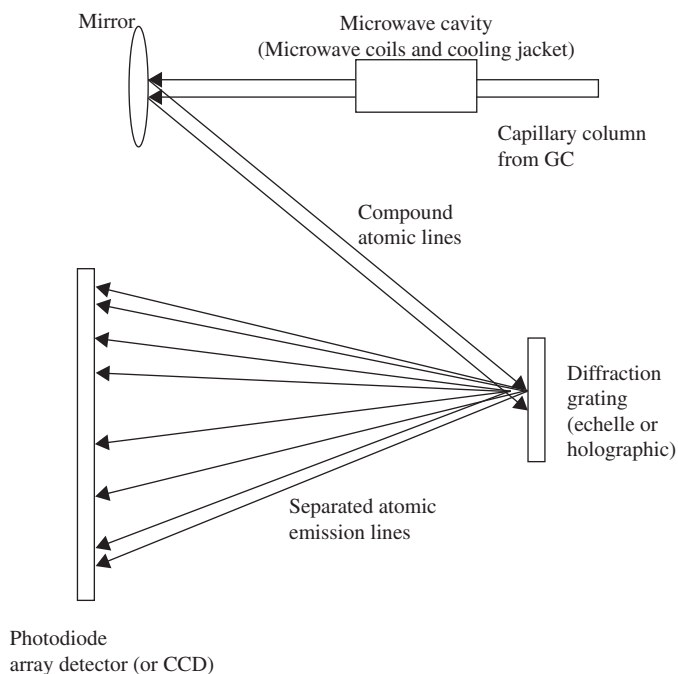 Mirror
Microwave cavity
(Microwave coils and cooling jacket)
Capillary column
from GC
Compound
atomic lines
Diffraction
grating
(echelle or
holographic)
Separated atomic
emission lines
Photodiode
array detector (or CCD)